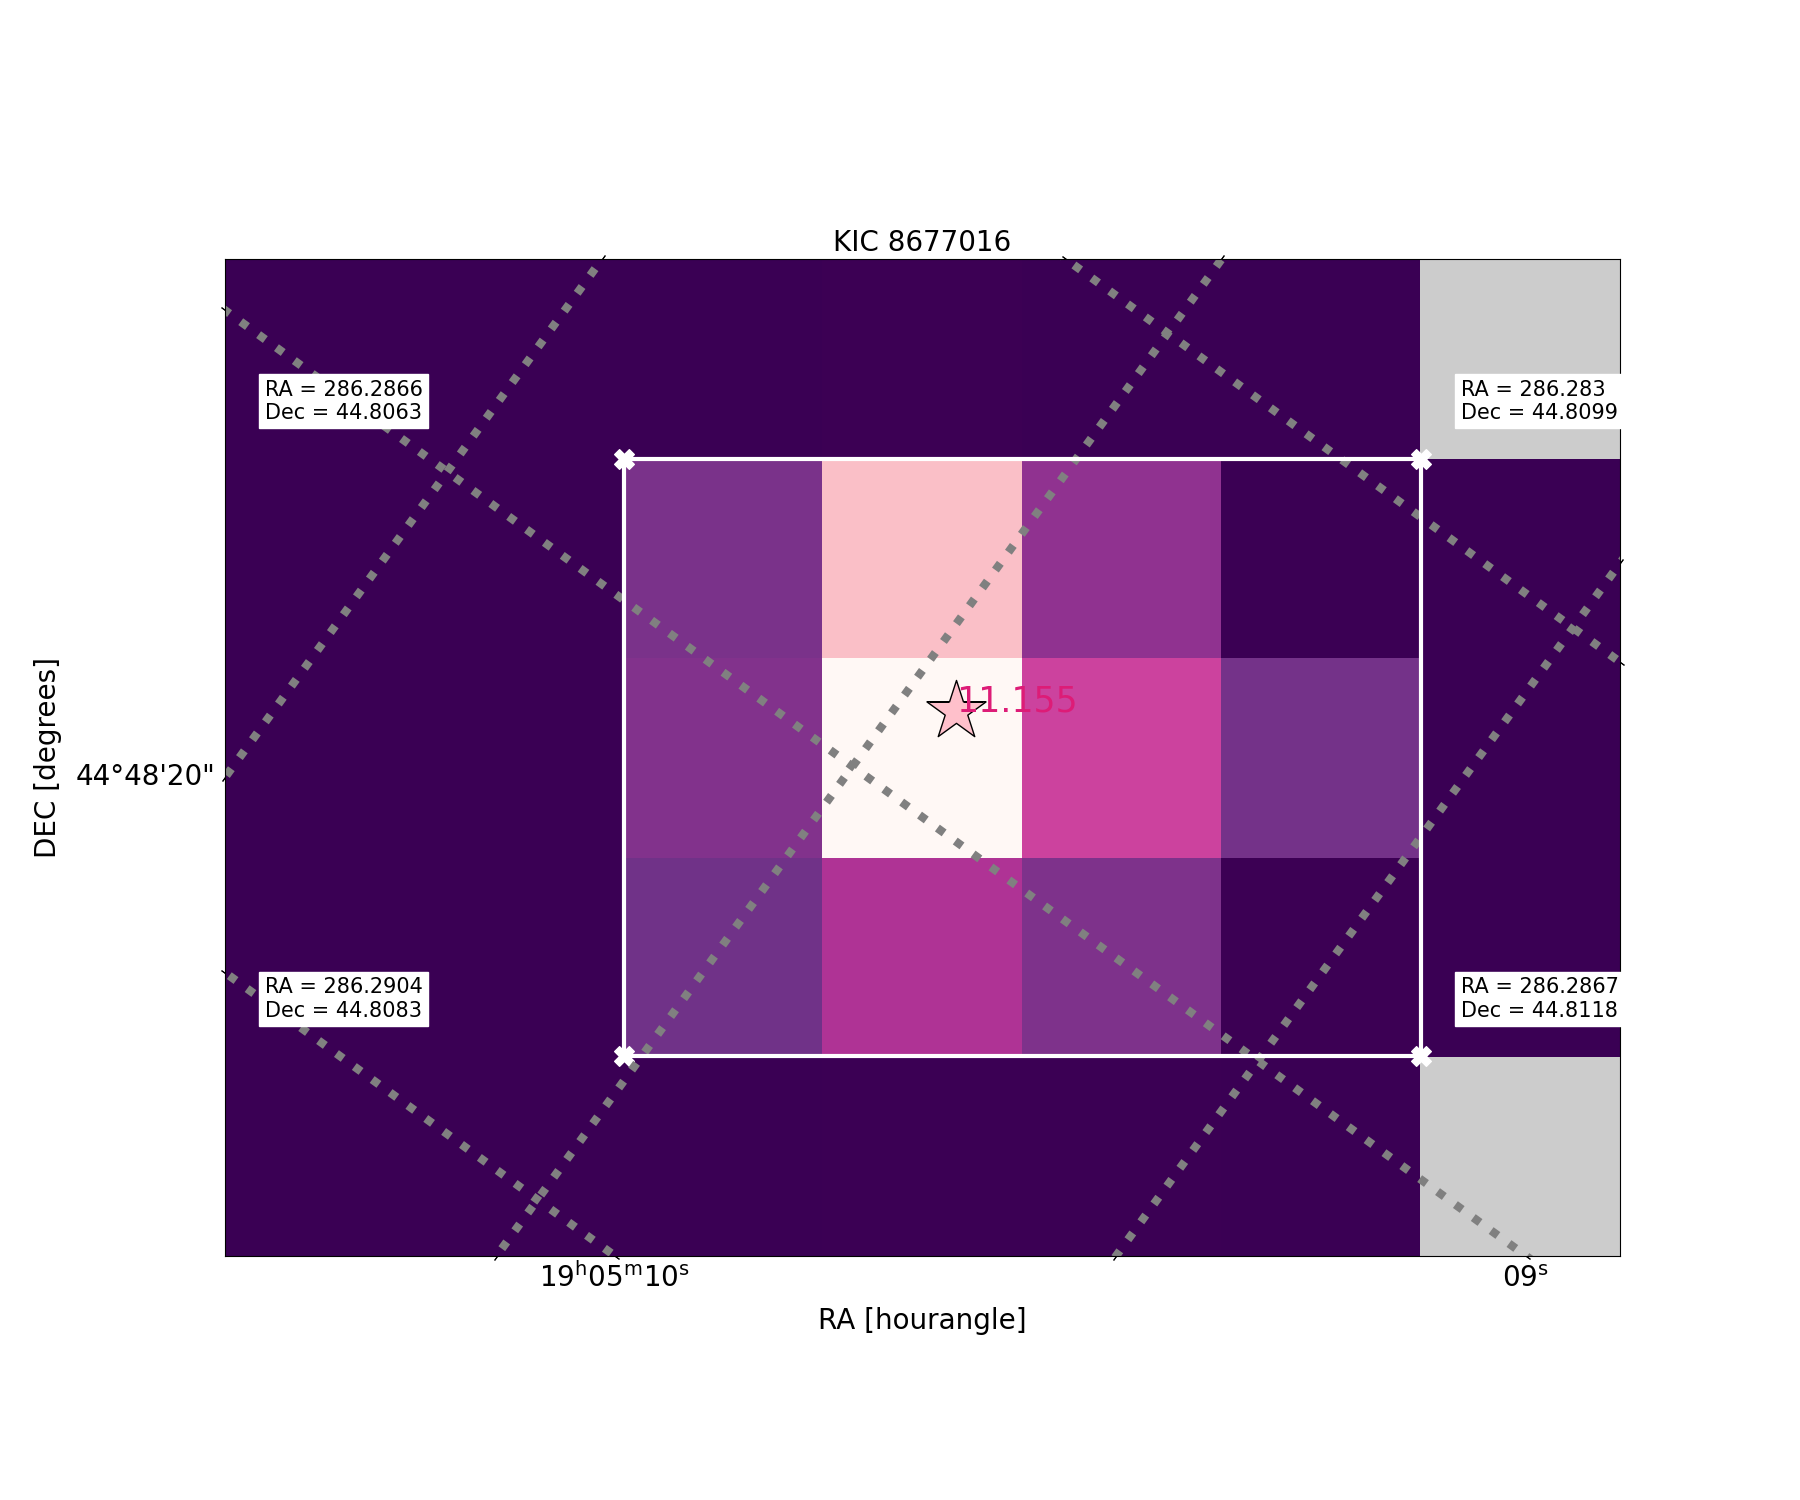 KIC 8677016
RA = 286.2866
Dec = 44.8063
RA = 286.283
Dec = 44.8099
11.155
DEC [degrees]
44°48'20"
RA = 286.2904
Dec = 44.8083
RA = 286.2867
Dec = 44.8118
19ʰ05ᵐ10ˢ
09ˢ
RA [hourangle]